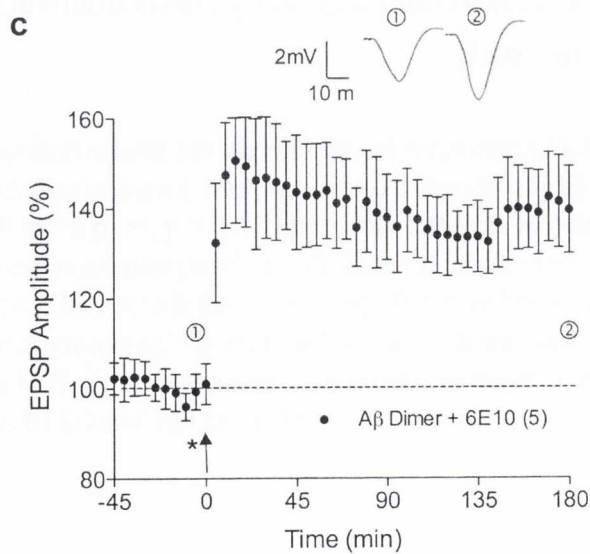 c
① ②
2mV
10 m
EPSP Amplitude (%)
160
140
120
100
80
① ②
*
Aβ Dimer + 6E10 (5)
-45 0 45 90 135 180
Time (min)